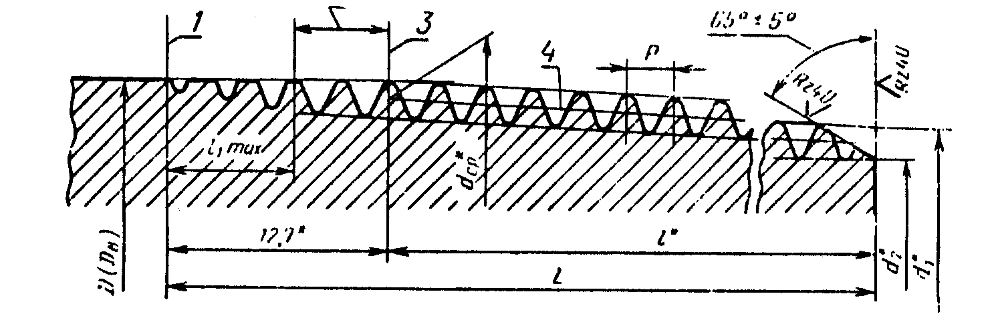 1
3
65° ± 5°
4
P
Rz40
Rz40
l₁ max
dср*
12,7*
l*
L
D (Dн)
d₂*
d₁*